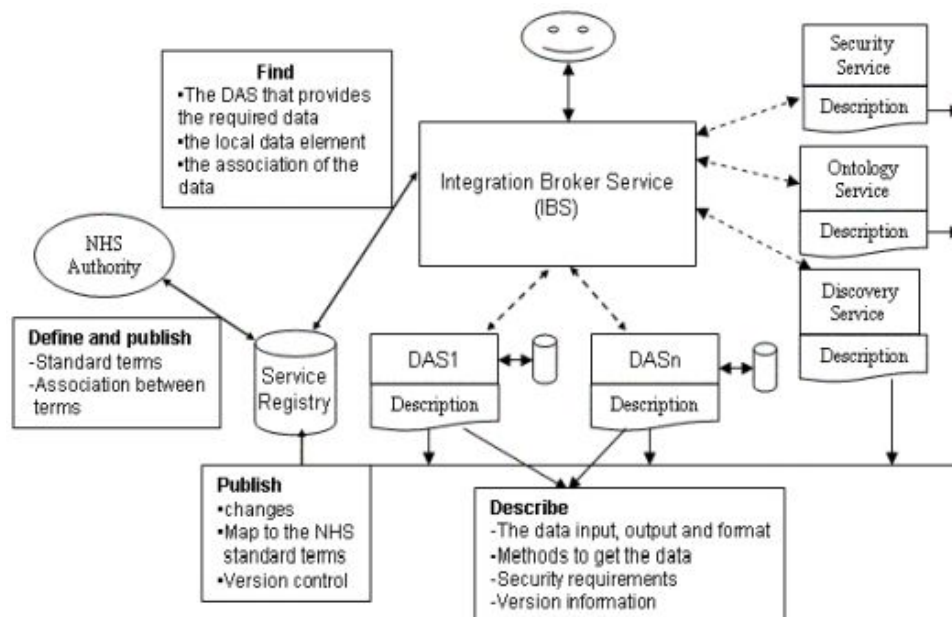 Find
•The DAS that provides
the required data
•the local data element
•the association of the
data
Integration Broker Service
(IBS)
Security
Service
Description
Ontology
Service
Description
Discovery
Service
Description
NHS
Authority
Define and publish
-Standard terms
-Association between
terms
Service
Registry
DAS1
Description
DASn
Description
Publish
•changes
•Map to the NHS
standard terms
•Version control
Describe
-The data input, output and format
-Methods to get the data
-Security requirements
-Version information